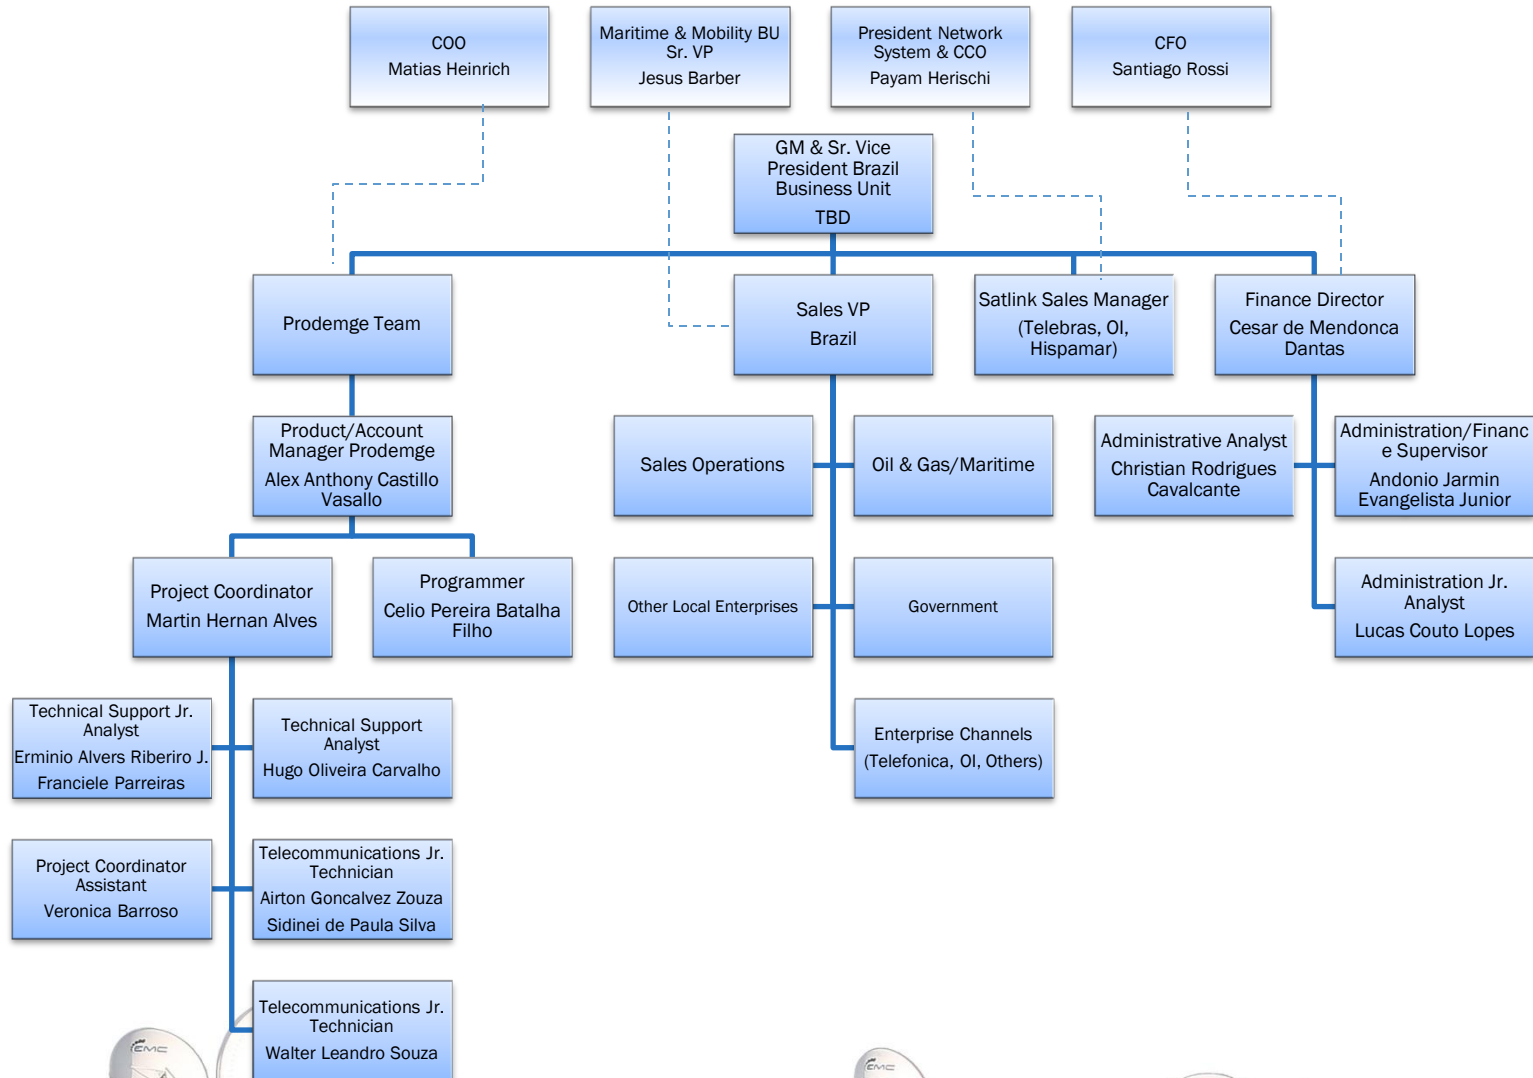 COO
Matias Heinrich
Maritime & Mobility BU
Sr. VP
Jesus Barber
President Network
System & CCO
Payam Herischi
CFO
Santiago Rossi
GM & Sr. Vice
President Brazil
Business Unit
TBD
Prodemge Team
Sales VP
Brazil
Satlink Sales Manager
(Telebras, OI,
Hispamar)
Finance Director
Cesar de Mendonca
Dantas
Product/Account
Manager Prodemge
Alex Anthony Castillo
Vasallo
Sales Operations
Oil & Gas/Maritime
Administrative Analyst
Christian Rodrigues
Cavalcante
Administration/Financ
e Supervisor
Andonio Jarmin
Evangelista Junior
Project Coordinator
Martin Hernan Alves
Programmer
Celio Pereira Batalha
Filho
Other Local Enterprises
Government
Administration Jr.
Analyst
Lucas Couto Lopes
Technical Support Jr.
Analyst
Erminio Alvers Riberiro J.
Franciele Parreiras
Technical Support
Analyst
Hugo Oliveira Carvalho
Enterprise Channels
(Telefonica, OI, Others)
Project Coordinator
Assistant
Veronica Barroso
Telecommunications Jr.
Technician
Airton Goncalvez Zouza
Sidinei de Paula Silva
Telecommunications Jr.
Technician
Walter Leandro Souza
EMC
EMC